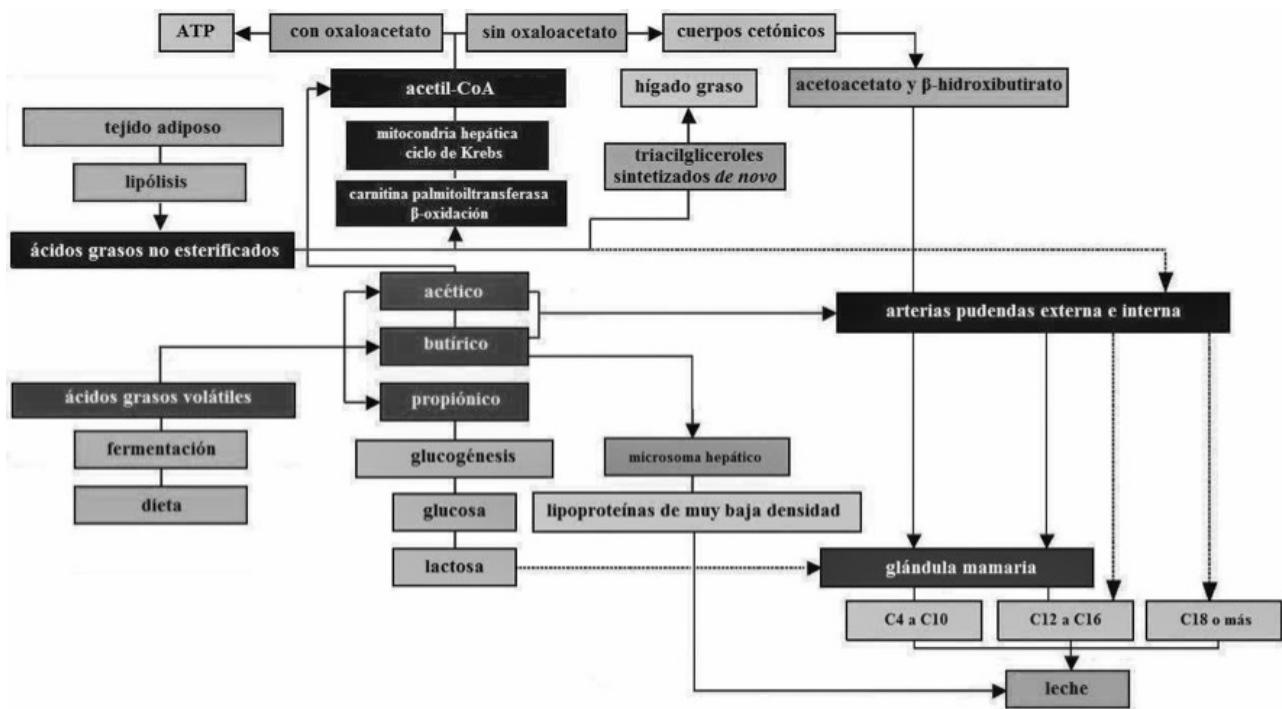 ATP
con oxaloacetato
sin oxaloacetato
cuerpos cetónicos
acetil-CoA
hígado graso
acetoacetato y β-hidroxibutirato
tejido adiposo
mitocondria hepática
ciclo de Krebs
triacilgliceroles
sintetizados de novo
lipólisis
carnitina palmitoiltransferasa
β-oxidación
ácidos grasos no esterificados
acético
arterias pudendas externa e interna
butírico
ácidos grasos volátiles
propiónico
fermentación
glucogénesis
microsoma hepático
dieta
glucosa
lipoproteínas de muy baja densidad
lactosa
glándula mamaria
C4 a C10
C12 a C16
C18 o más
leche